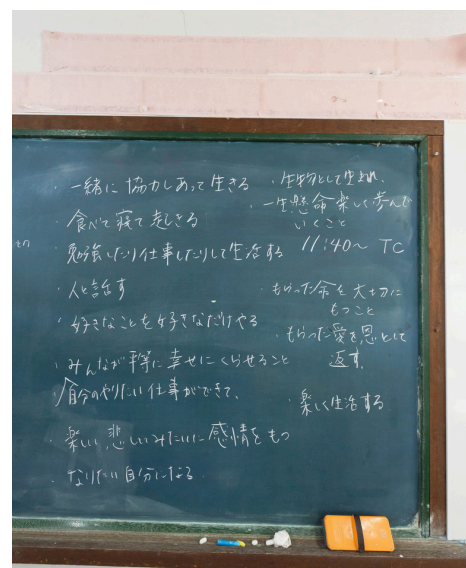 ・一緒に協力しあって生きる
・食べて寝て起きる
・勉強したり仕事したりして生活する
・人と話す
・好きなことを好きなだけやる
・みんなが平等に幸せにくらせること
・自分のやりたい仕事ができて、
・楽しい、悲しいみたいに感情をもつ
・なりたい自分になる
・生物として生まれ、
一生懸命楽しく歩んで
いくこと
11:40〜 TC
・もらった命を大切に
もつこと
・もらった愛を恩として
返す。
・楽しく生活する